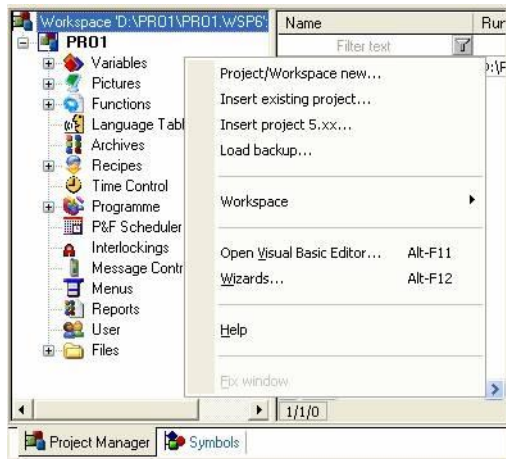 Workspace 'D:\PRO1\PRO1.WSP6':
Name
Run
PRO1
Filter text
Variables
Pictures
Functions
Language Tabl
Archives
Recipes
Time Control
Programme
P&F Scheduler
Interlockings
Message Contr
Menus
Reports
User
Files
Project/Workspace new...
Insert existing project...
Insert project 5.xx...
Load backup...
Workspace
Open Visual Basic Editor... Alt-F11
Wizards... Alt-F12
Help
Fix window
1/1/0
Project Manager
Symbols